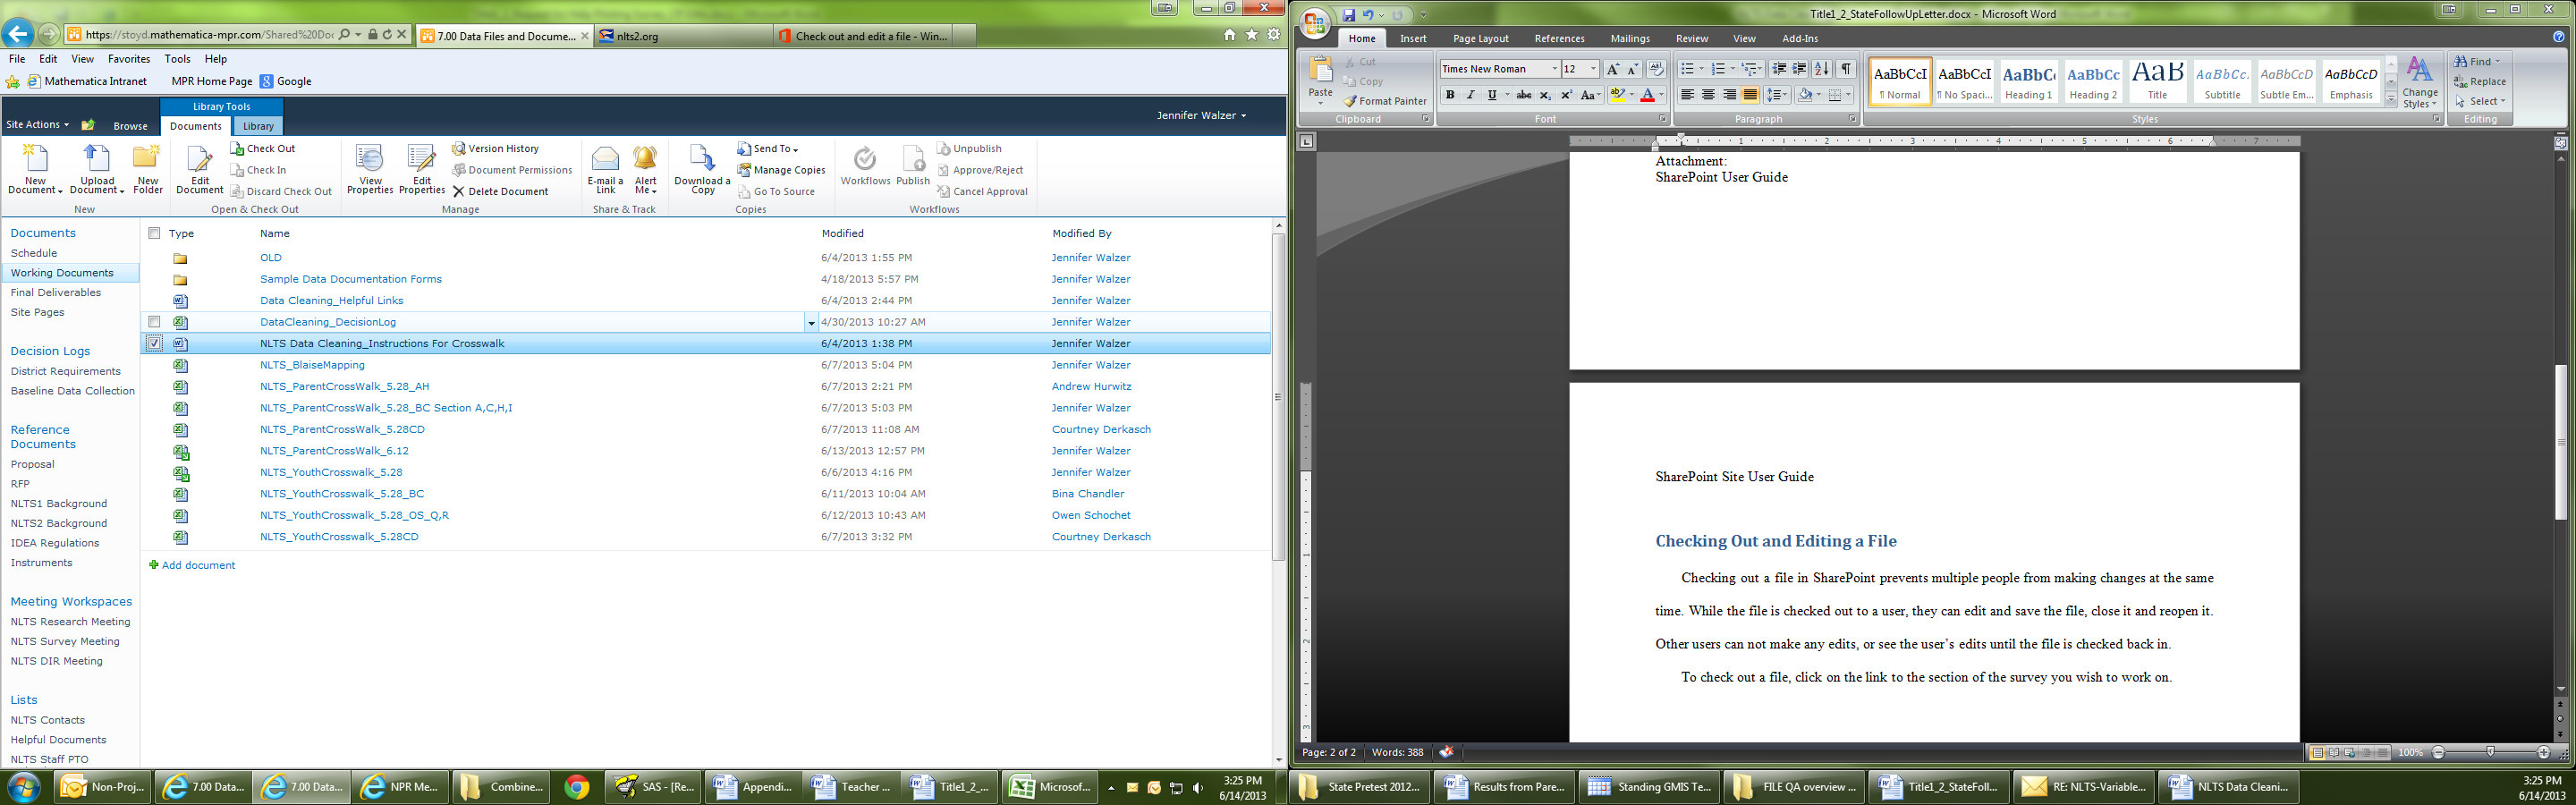 Title1_2_StateFollowUpLetter.docx - Microsoft Word
https://stoyd.mathematica-mpr.com/Shared%20Doc
7.00 Data Files and Docume...
nlts2.org
Check out and edit a file - Win...
File Edit View Favorites Tools Help
Mathematica Intranet MPR Home Page Google
Library Tools
Site Actions Browse Documents Library
Jennifer Walzer
New Document
Upload Document
New Folder
New
Edit Document
Check Out
Check In
Discard Check Out
Open & Check Out
View Properties
Edit Properties
Version History
Document Permissions
Delete Document
Manage
E-mail a Link
Alert Me
Share & Track
Download a Copy
Send To
Manage Copies
Go To Source
Copies
Workflows
Publish
Unpublish
Approve/Reject
Cancel Approval
Workflows
Documents
Schedule
Working Documents
Final Deliverables
Site Pages
Decision Logs
District Requirements
Baseline Data Collection
Reference
Documents
Proposal
RFP
NLTS1 Background
NLTS2 Background
IDEA Regulations
Instruments
Meeting Workspaces
NLTS Research Meeting
NLTS Survey Meeting
NLTS DIR Meeting
Lists
NLTS Contacts
Helpful Documents
NLTS Staff PTO
Type Name Modified Modified By
OLD 6/4/2013 1:55 PM Jennifer Walzer
Sample Data Documentation Forms 4/18/2013 5:57 PM Jennifer Walzer
Data Cleaning_Helpful Links 6/4/2013 2:44 PM Jennifer Walzer
DataCleaning_DecisionLog 4/30/2013 10:27 AM Jennifer Walzer
NLTS Data Cleaning_Instructions For Crosswalk 6/4/2013 1:38 PM Jennifer Walzer
NLTS_BlaiseMapping 6/7/2013 5:04 PM Jennifer Walzer
NLTS_ParentCrossWalk_5.28_AH 6/7/2013 2:21 PM Andrew Hurwitz
NLTS_ParentCrossWalk_5.28_BC Section A,C,H,I 6/7/2013 5:03 PM Jennifer Walzer
NLTS_ParentCrossWalk_5.28CD 6/7/2013 11:08 AM Courtney Derkasch
NLTS_ParentCrossWalk_6.12 6/13/2013 12:57 PM Jennifer Walzer
NLTS_YouthCrosswalk_5.28 6/6/2013 4:16 PM Jennifer Walzer
NLTS_YouthCrosswalk_5.28_BC 6/11/2013 10:04 AM Bina Chandler
NLTS_YouthCrosswalk_5.28_OS_Q,R 6/12/2013 10:43 AM Owen Schochet
NLTS_YouthCrosswalk_5.28CD 6/7/2013 3:32 PM Courtney Derkasch
Add document
Home Insert Page Layout References Mailings Review View Add-Ins
Paste
Cut
Copy
Format Painter
Clipboard
Times New Roman 12
Font
Paragraph
AaBbCcI ¶ Normal
AaBbCcI ¶ No Spaci...
AaBbCc Heading 1
AaBbCc Heading 2
AaB Title
AaBbCc. Subtitle
AaBbCcD Subtle Em...
AaBbCcD Emphasis
Change Styles
Styles
Find
Replace
Select
Editing
Attachment:
SharePoint User Guide
SharePoint Site User Guide
Checking Out and Editing a File
Checking out a file in SharePoint prevents multiple people from making changes at the same
time. While the file is checked out to a user, they can edit and save the file, close it and reopen it.
Other users can not make any edits, or see the user’s edits until the file is checked back in.
To check out a file, click on the link to the section of the survey you wish to work on.
Page: 2 of 2 Words: 388 100%
Non-Proj... 7.00 Data... 7.00 Data... NPR Me... Combine... SAS - [Re... Appendi... Teacher ... Title1_2_... Microsof... 3:25 PM
6/14/2013
State Pretest 2012... Results from Pare... Standing GMIS Te... FILE QA overview ... Title1_2_StateFoll... RE: NLTS-Variable... NLTS Data Cleani... 3:25 PM
6/14/2013